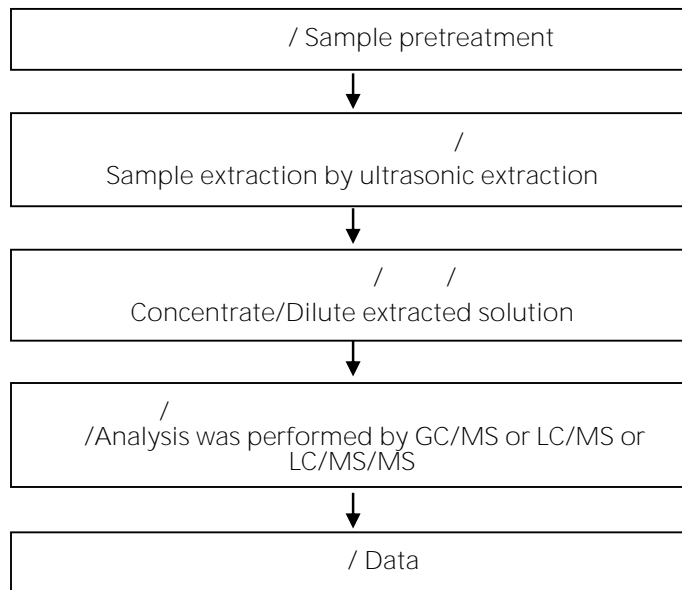 / Sample pretreatment
/
Sample extraction by ultrasonic extraction
/ /
Concentrate/Dilute extracted solution
/
/Analysis was performed by GC/MS or LC/MS or
LC/MS/MS
/ Data